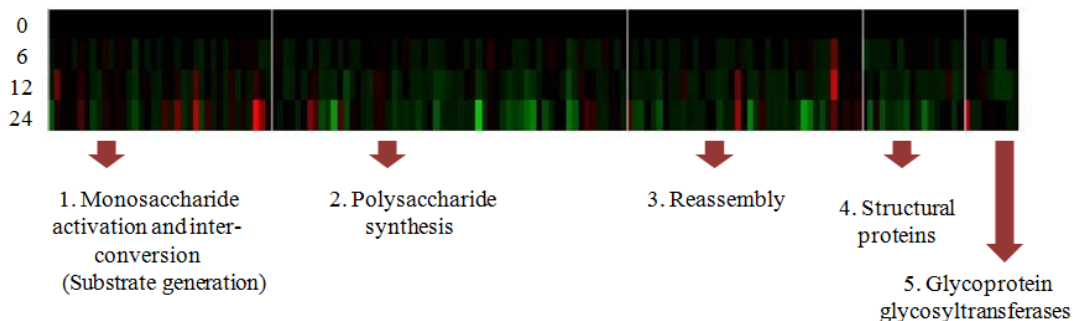 0
6
12
24
1. Monosaccharide
activation and inter-
conversion
(Substrate generation)
2. Polysaccharide
synthesis
3. Reassembly
4. Structural
proteins
5. Glycoprotein
glycosyltransferases